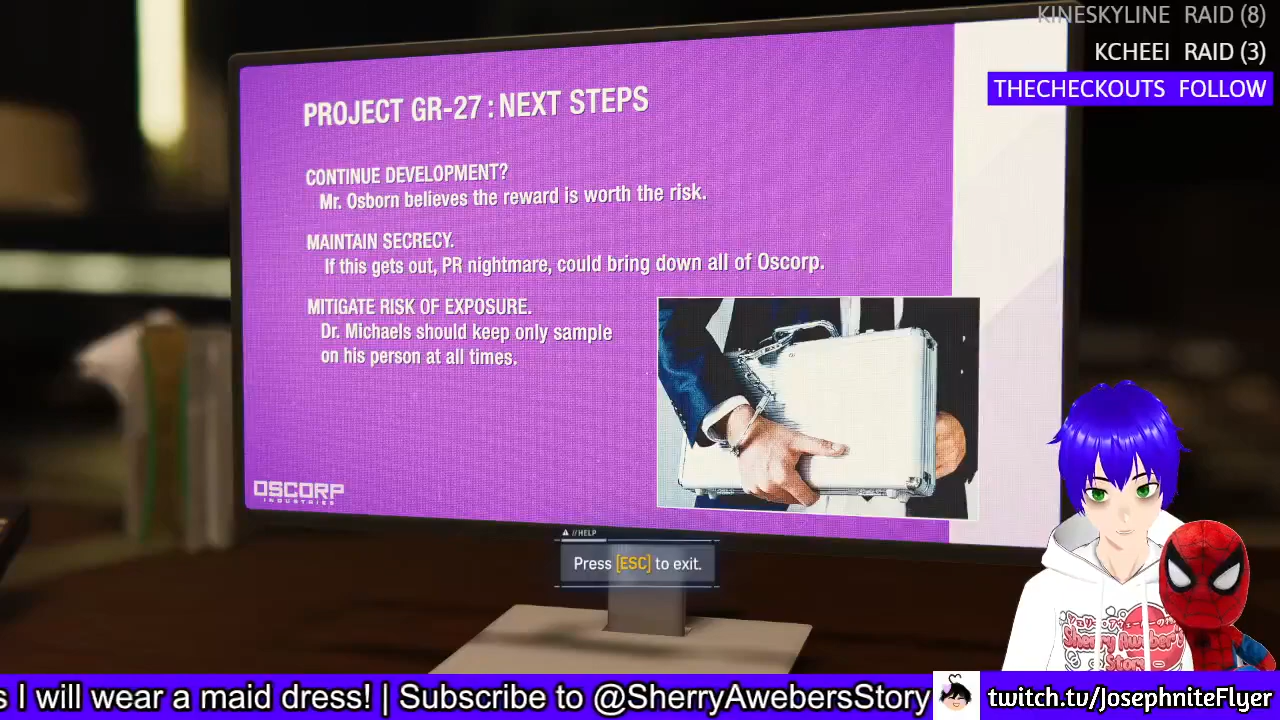 KINESKYLINE RAID (8)
KCHEEI RAID (3)
THECHECKOUTS FOLLOW
PROJECT GR-27 : NEXT STEPS
CONTINUE DEVELOPMENT?
Mr. Osborn believes the reward is worth the risk.
MAINTAIN SECRECY.
If this gets out, PR nightmare, could bring down all of Oscorp.
MITIGATE RISK OF EXPOSURE.
Dr. Michaels should keep only sample
on his person at all times.
OSCORP
INDUSTRIES
//HELP
Press [ESC] to exit.
Sherry Aweber's
Story
s I will wear a maid dress! | Subscribe to @SherryAwebersStory
twitch.tv/JosephniteFlyer